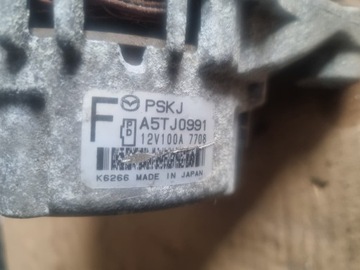 F PSKJ
B A5TJ0991
12V100A 7708
K6266 MADE IN JAPAN